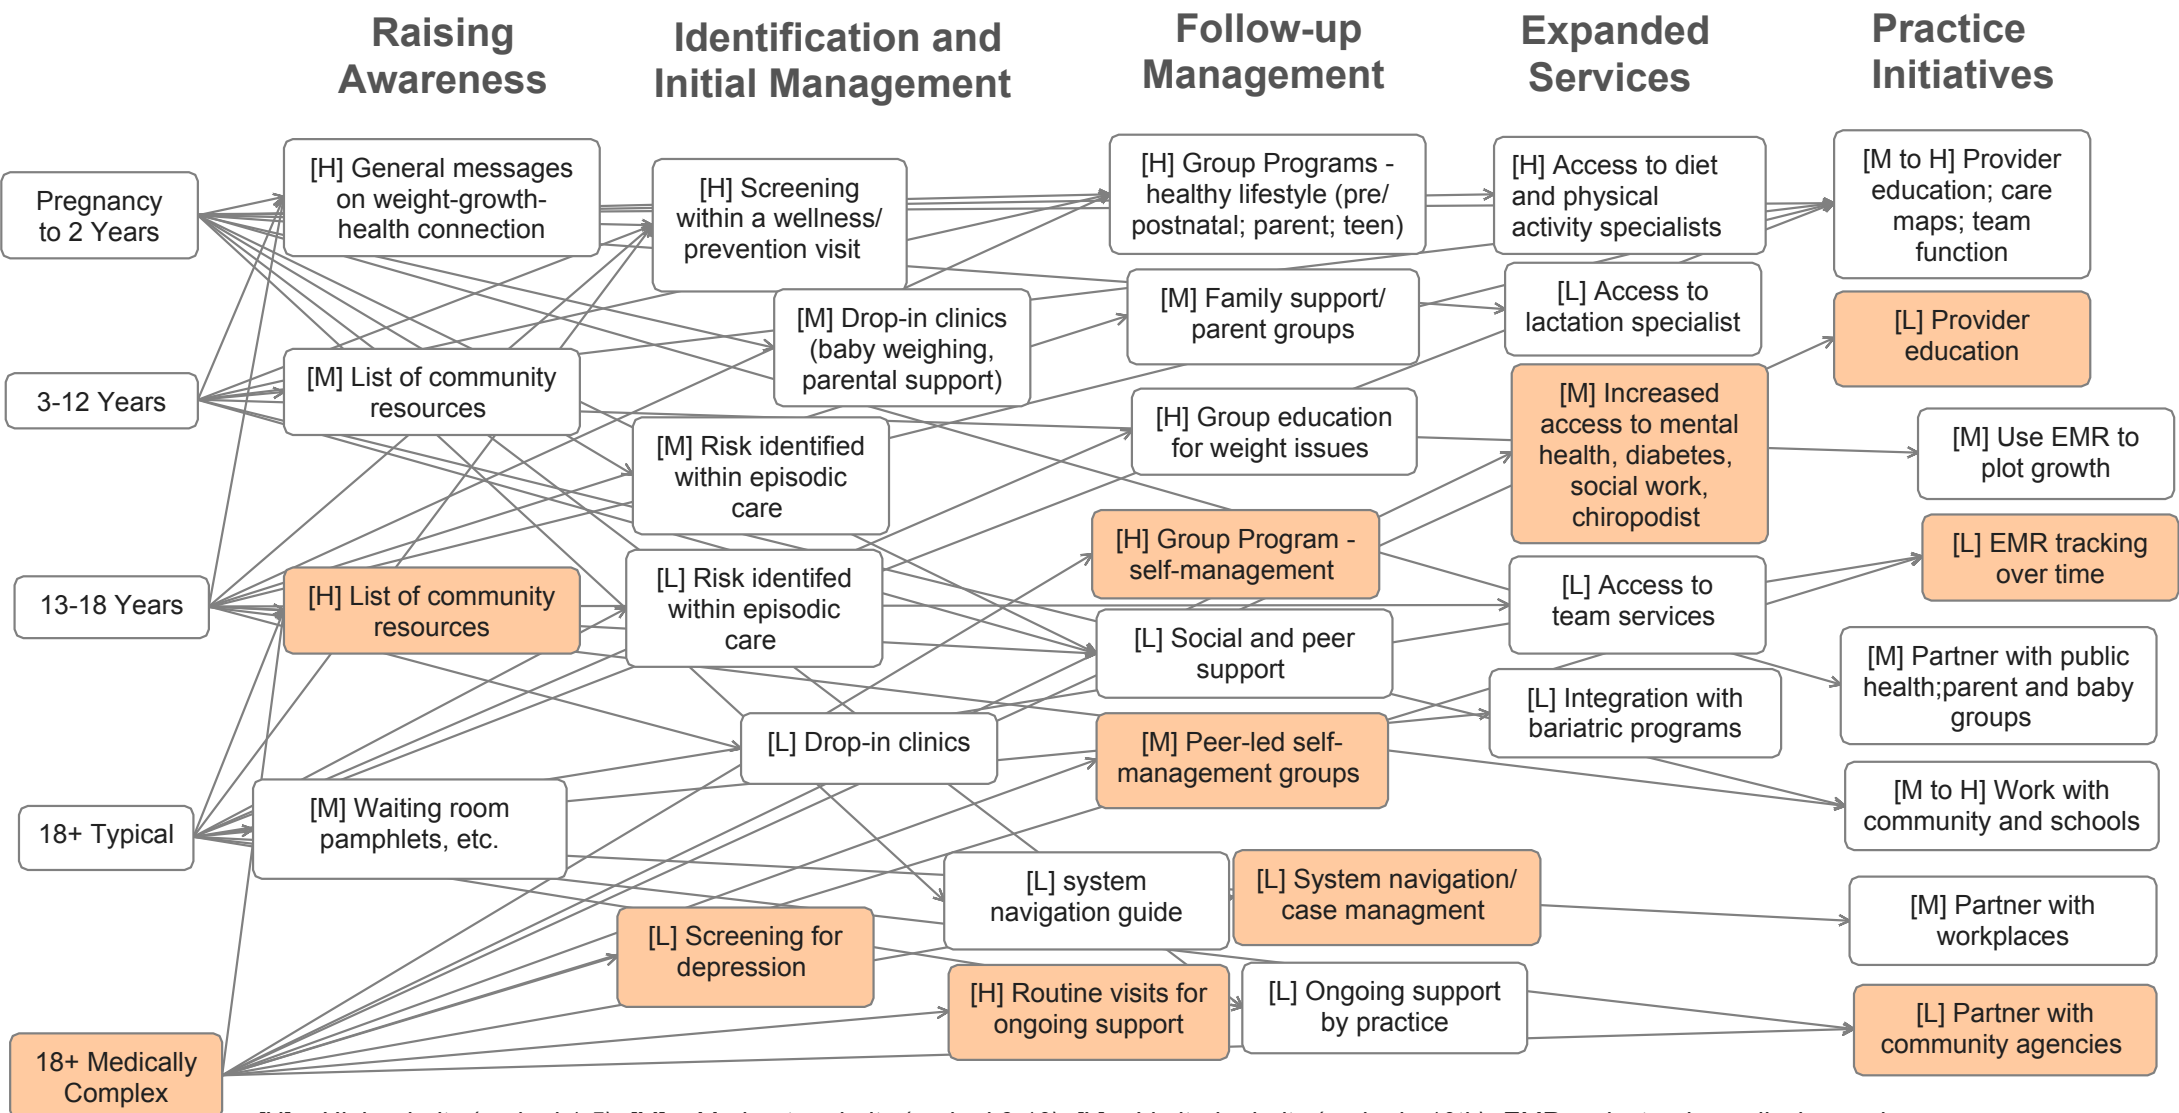 Raising
Awareness
Identification and
Initial Management
Follow-up
Management
Expanded
Services
Practice
Initiatives
Pregnancy
to 2 Years
3-12 Years
13-18 Years
18+ Typical
18+ Medically
Complex
[H] General messages
on weight-growth-
health connection
[M] List of community
resources
[H] List of community
resources
[M] Waiting room
pamphlets, etc.
[H] Screening
within a wellness/
prevention visit
[M] Drop-in clinics
(baby weighing,
parental support)
[M] Risk identified
within episodic
care
[L] Risk identifed
within episodic
care
[L] Drop-in clinics
[L] Screening for
depression
[H] Group Programs -
healthy lifestyle (pre/
postnatal; parent; teen)
[M] Family support/
parent groups
[H] Group education
for weight issues
[H] Group Program -
self-management
[L] Social and peer
support
[M] Peer-led self-
management groups
[L] system
navigation guide
[L] System navigation/
case managment
[H] Routine visits for
ongoing support
[L] Ongoing support
by practice
[H] Access to diet
and physical
activity specialists
[L] Access to
lactation specialist
[M] Increased
access to mental
health, diabetes,
social work,
chiropodist
[L] Access to
team services
[L] Integration with
bariatric programs
[M to H] Provider
education; care
maps; team
function
[L] Provider
education
[M] Use EMR to
plot growth
[L] EMR tracking
over time
[M] Partner with public
health;parent and baby
groups
[M to H] Work with
community and schools
[M] Partner with
workplaces
[L] Partner with
community agencies